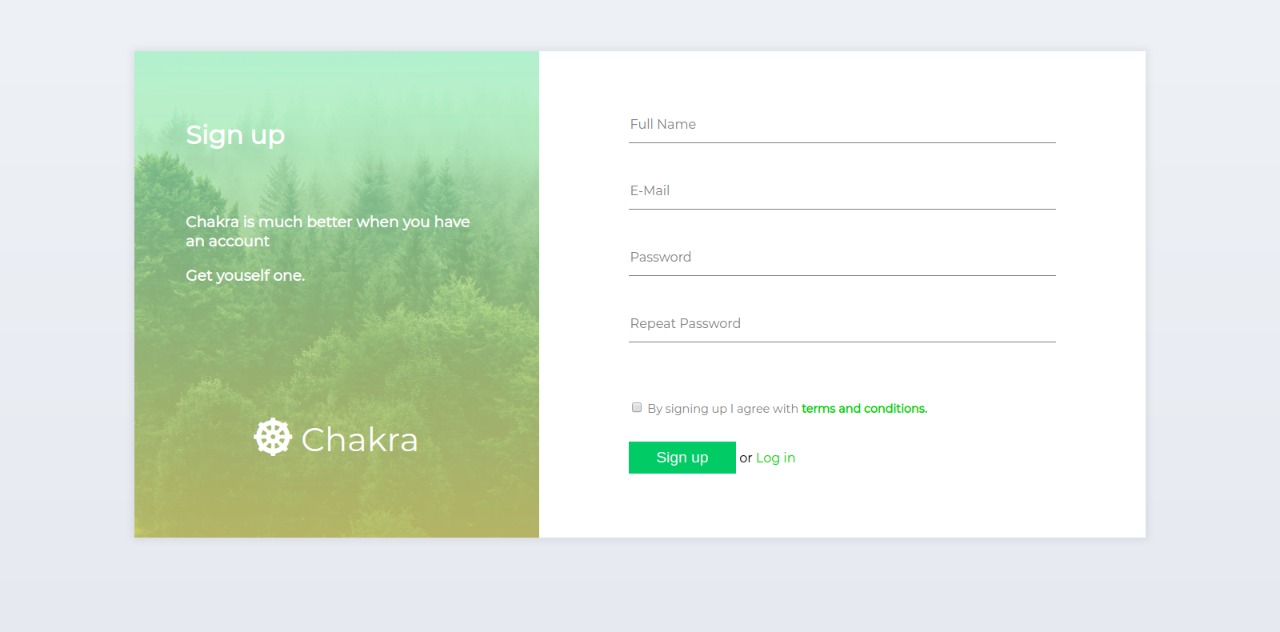 Sign up
Chakra is much better when you have
an account
Get youself one.
Chakra
Full Name
E-Mail
Password
Repeat Password
By signing up I agree with terms and conditions.
Sign up or Log in